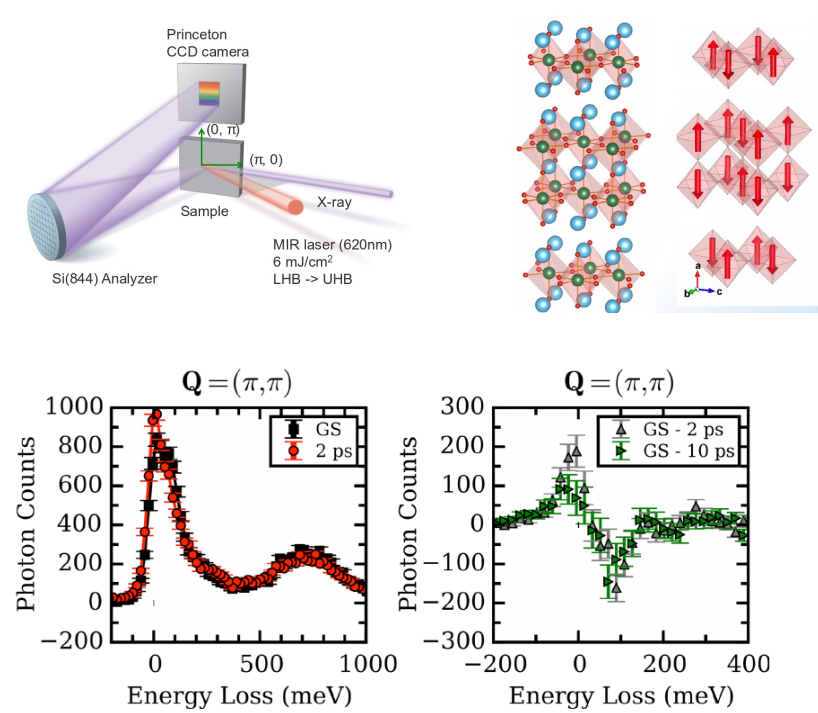 Princeton
CCD camera
(0, π)
(π, 0)
X-ray
Sample
MIR laser (620nm)
6 mJ/cm²
LHB -> UHB
Si(844) Analyzer
a
b
c
Q=(π,π)
Photon Counts
1000
800
600
400
200
0
−200
GS
2 ps
0
500
1000
Energy Loss (meV)
Q=(π,π)
Photon Counts
300
200
100
0
−100
−200
−300
GS - 2 ps
GS - 10 ps
−200
0
200
400
Energy Loss (meV)